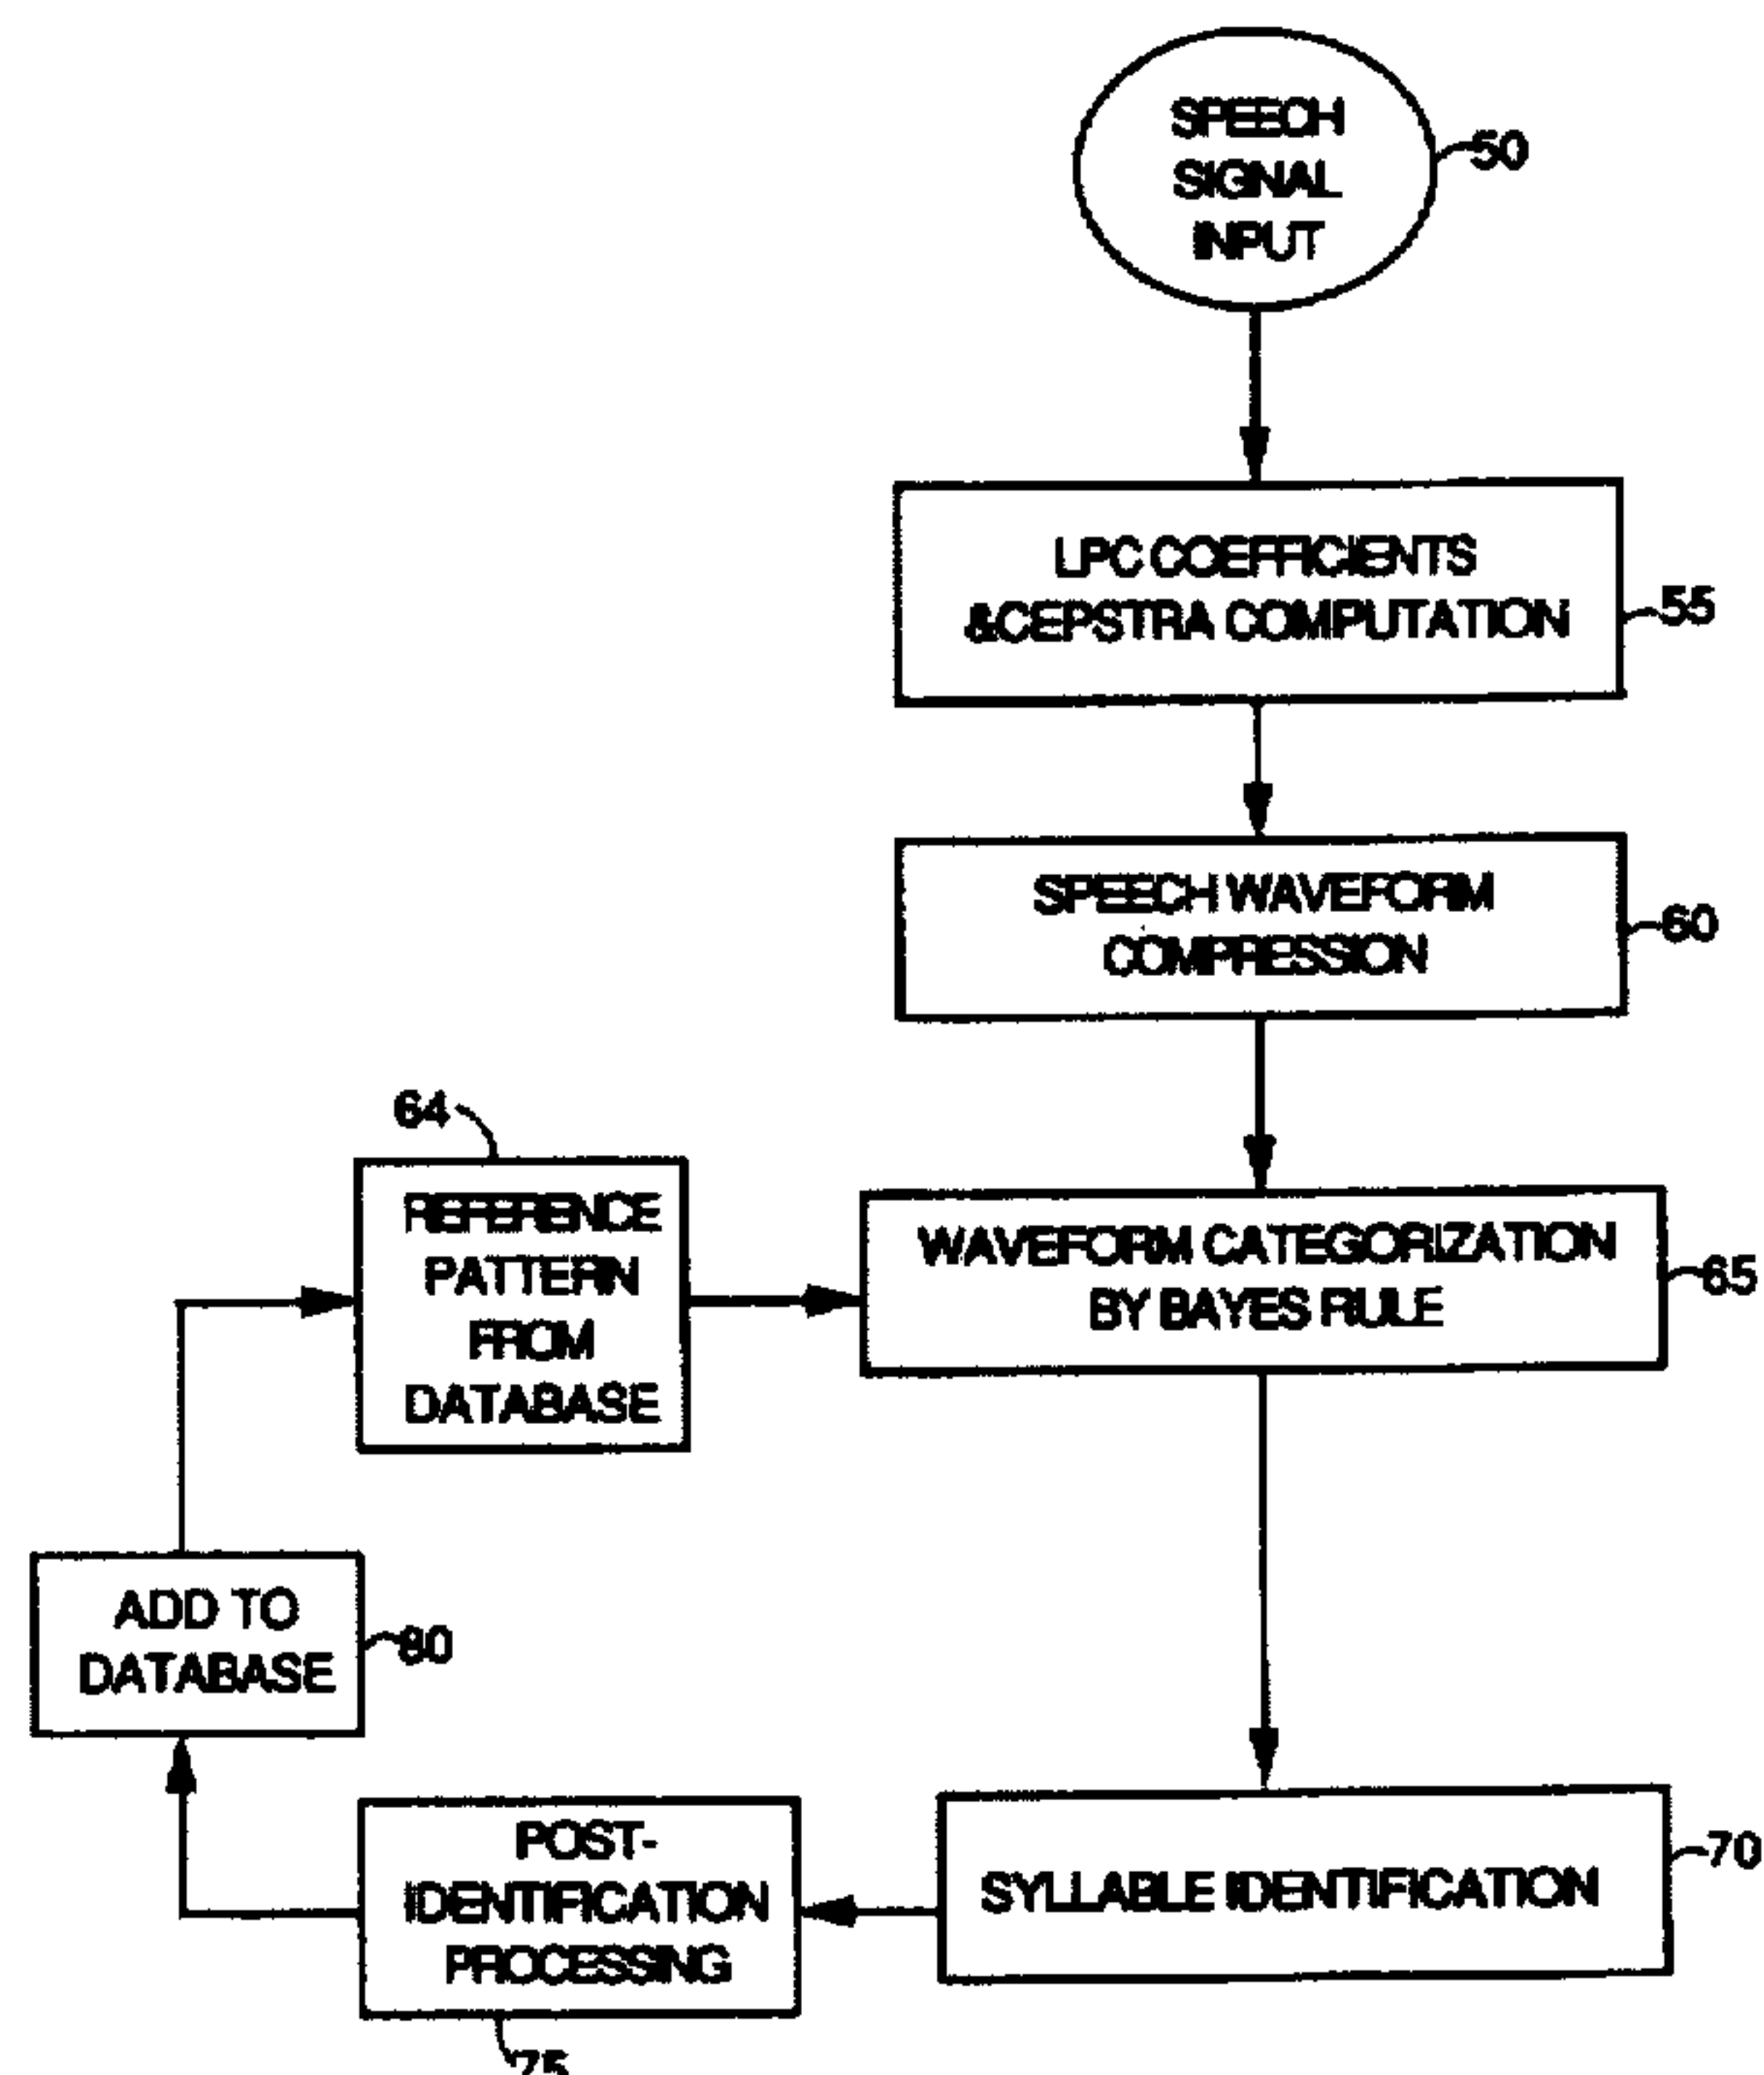 SPEECH
SIGNAL
INPUT
50
LPC COEFFICIENTS
&CEPSTRA COMPUTATION
55
SPEECH WAVEFORM
COMPRESSION
60
64
REFERENCE
PATTERN
FROM
DATABASE
WAVEFORM CATEGORIZATION
BY BAYES RULE
65
ADD TO
DATABASE
80
POST-
IDENTIFICATION
PROCESSING
75
SYLLABLE IDENTIFICATION
70